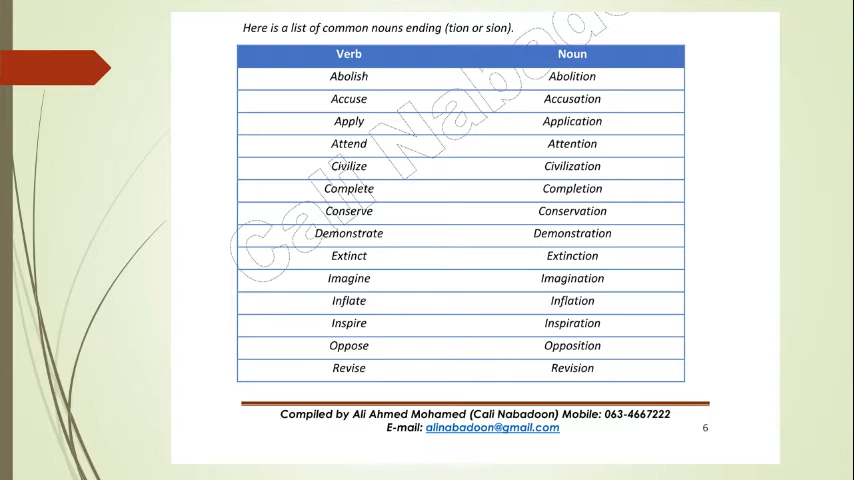 Here is a list of common nouns ending (tion or sion).
Verb Noun
Abolish Abolition
Accuse Accusation
Apply Application
Attend Attention
Civilize Civilization
Complete Completion
Conserve Conservation
Demonstrate Demonstration
Extinct Extinction
Imagine Imagination
Inflate Inflation
Inspire Inspiration
Oppose Opposition
Revise Revision
Cali Nabad
Compiled by Ali Ahmed Mohamed (Cali Nabadoon) Mobile: 063-4667222
E-mail: alinabadoon@gmail.com 6